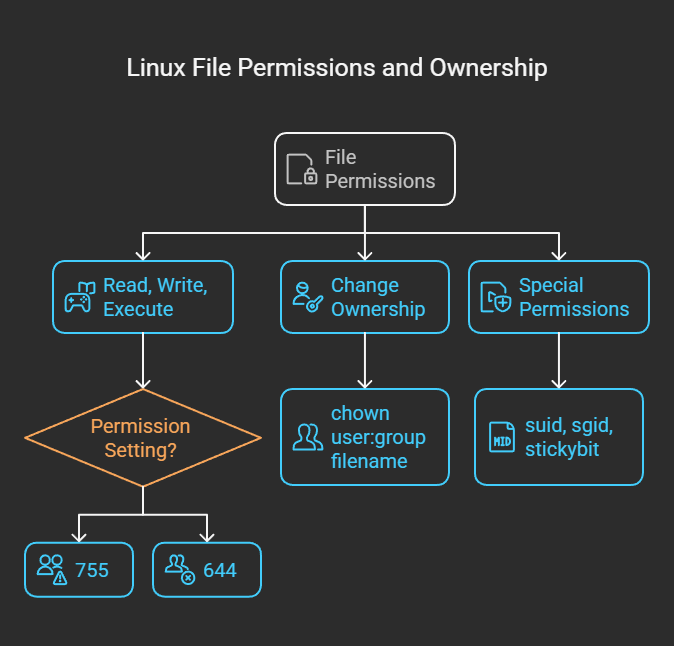 Linux File Permissions and Ownership
File
Permissions
Read, Write,
Execute
Change
Ownership
Special
Permissions
Permission
Setting?
chown
user:group
filename
MID
suid, sgid,
stickybit
755
644